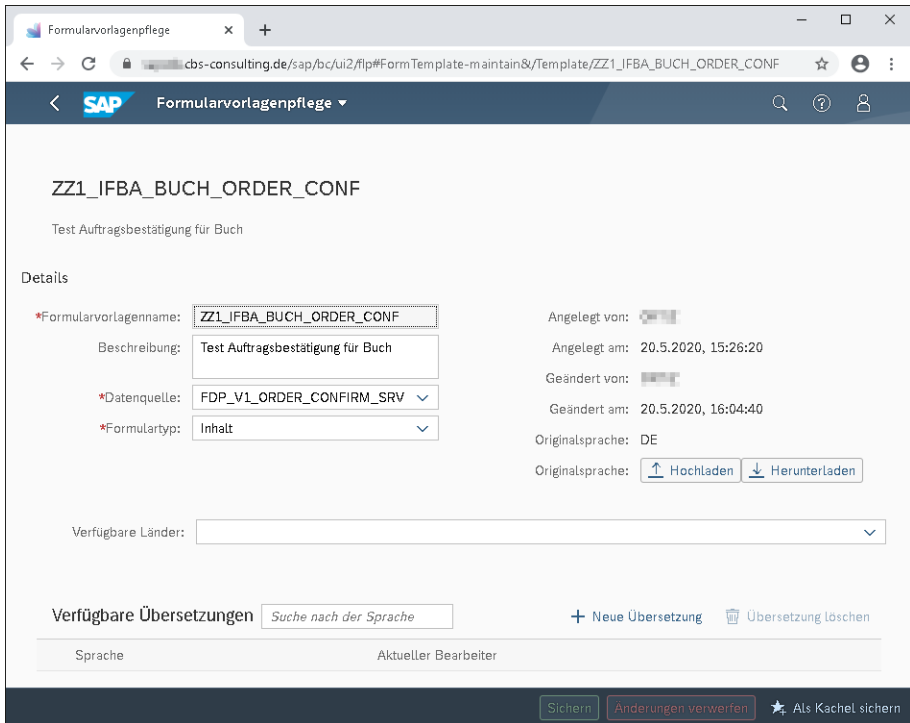 Formularvorlagenpflege
cbs-consulting.de/sap/bc/ui2/flp#FormTemplate-maintain&/Template/ZZ1_IFBA_BUCH_ORDER_CONF
SAP Formularvorlagenpflege
ZZ1_IFBA_BUCH_ORDER_CONF
Test Auftragsbestätigung für Buch
Details
*Formularvorlagenname: ZZ1_IFBA_BUCH_ORDER_CONF
Beschreibung: Test Auftragsbestätigung für Buch
*Datenquelle: FDP_V1_ORDER_CONFIRM_SRV
*Formulartyp: Inhalt
Angelegt von:
Angelegt am: 20.5.2020, 15:26:20
Geändert von:
Geändert am: 20.5.2020, 16:04:40
Originalsprache: DE
Originalsprache: Hochladen Herunterladen
Verfügbare Länder:
Verfügbare Übersetzungen Suche nach der Sprache + Neue Übersetzung Übersetzung löschen
Sprache Aktueller Bearbeiter
Sichern Änderungen verwerfen Als Kachel sichern